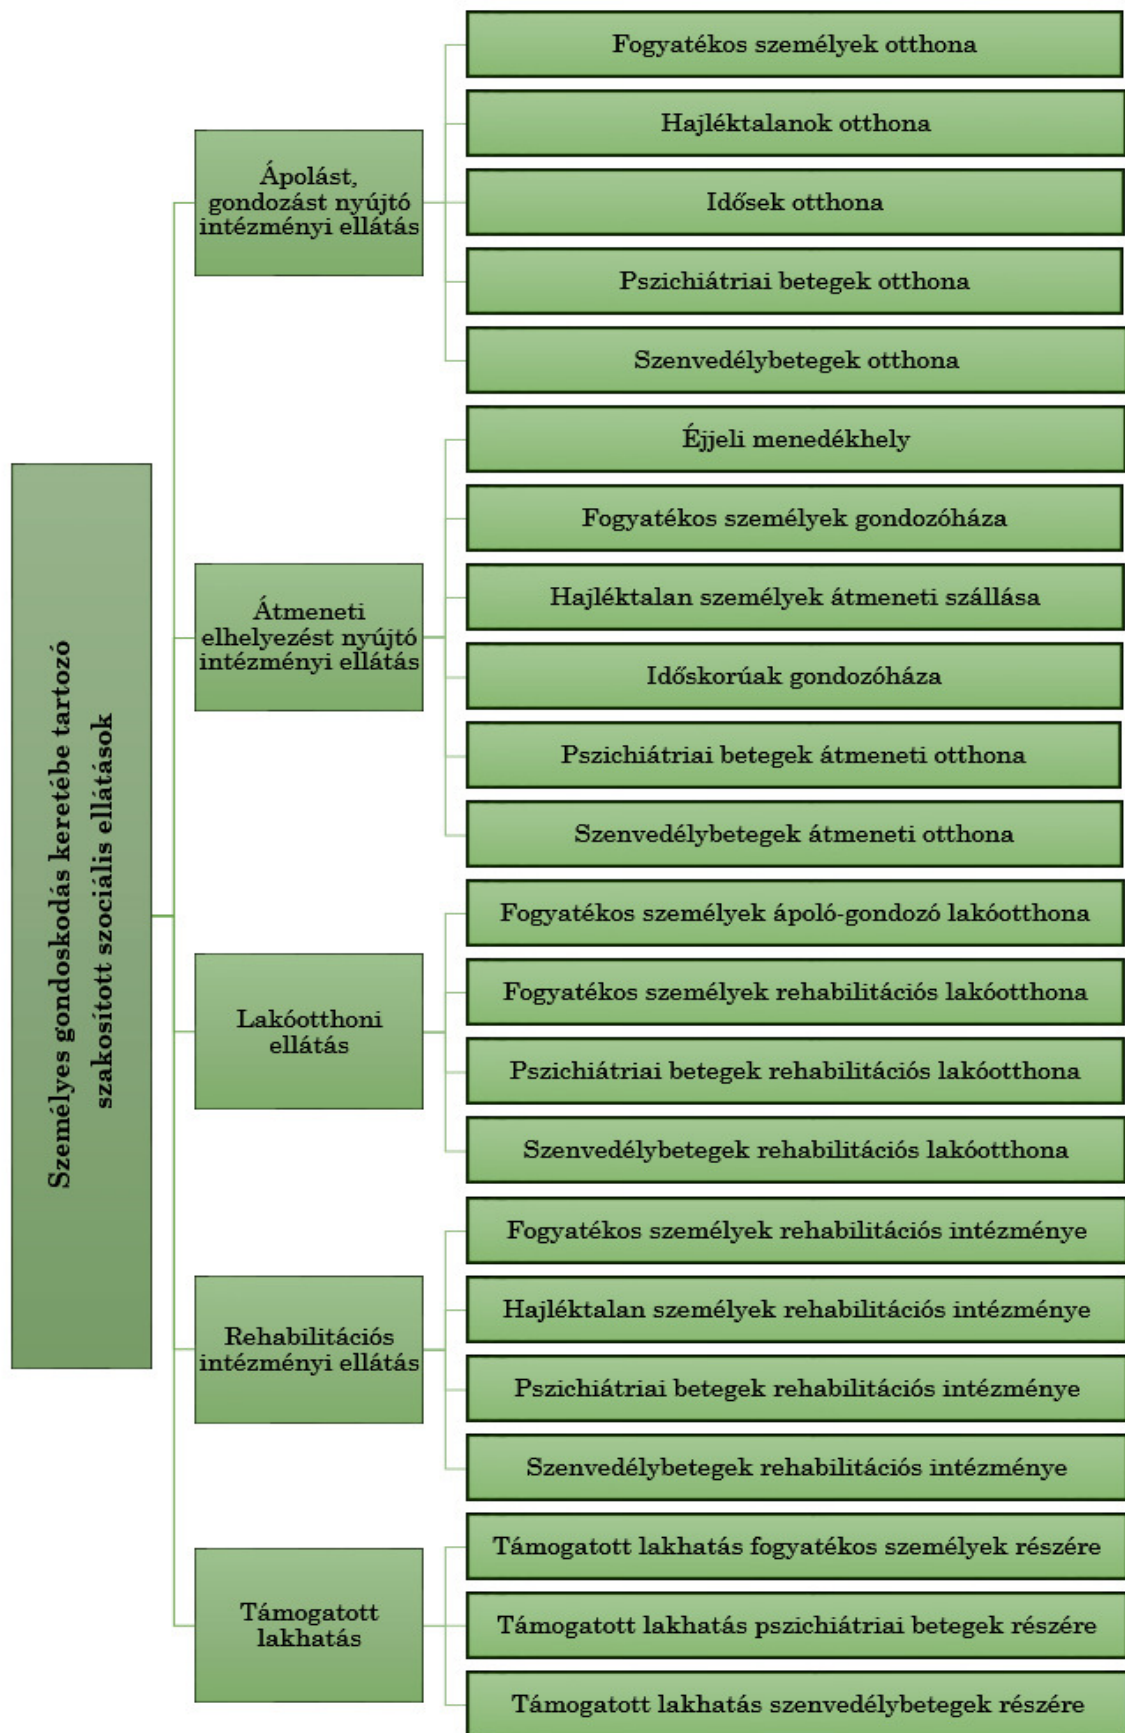 Személyes gondoskodás keretébe tartozó
szakosított szociális ellátások
Ápolást,
gondozást nyújtó
intézményi ellátás
Fogyatékos személyek otthona
Hajléktalanok otthona
Idősek otthona
Pszichiátriai betegek otthona
Szenvedélybetegek otthona
Átmeneti
elhelyezést nyújtó
intézményi ellátás
Éjjeli menedékhely
Fogyatékos személyek gondozóháza
Hajléktalan személyek átmeneti szállása
Időskorúak gondozóháza
Pszichiátriai betegek átmeneti otthona
Szenvedélybetegek átmeneti otthona
Lakóotthoni
ellátás
Fogyatékos személyek ápoló-gondozó lakóotthona
Fogyatékos személyek rehabilitációs lakóotthona
Pszichiátriai betegek rehabilitációs lakóotthona
Szenvedélybetegek rehabilitációs lakóotthona
Rehabilitációs
intézményi ellátás
Fogyatékos személyek rehabilitációs intézménye
Hajléktalan személyek rehabilitációs intézménye
Pszichiátriai betegek rehabilitációs intézménye
Szenvedélybetegek rehabilitációs intézménye
Támogatott
lakhatás
Támogatott lakhatás fogyatékos személyek részére
Támogatott lakhatás pszichiátriai betegek részére
Támogatott lakhatás szenvedélybetegek részére